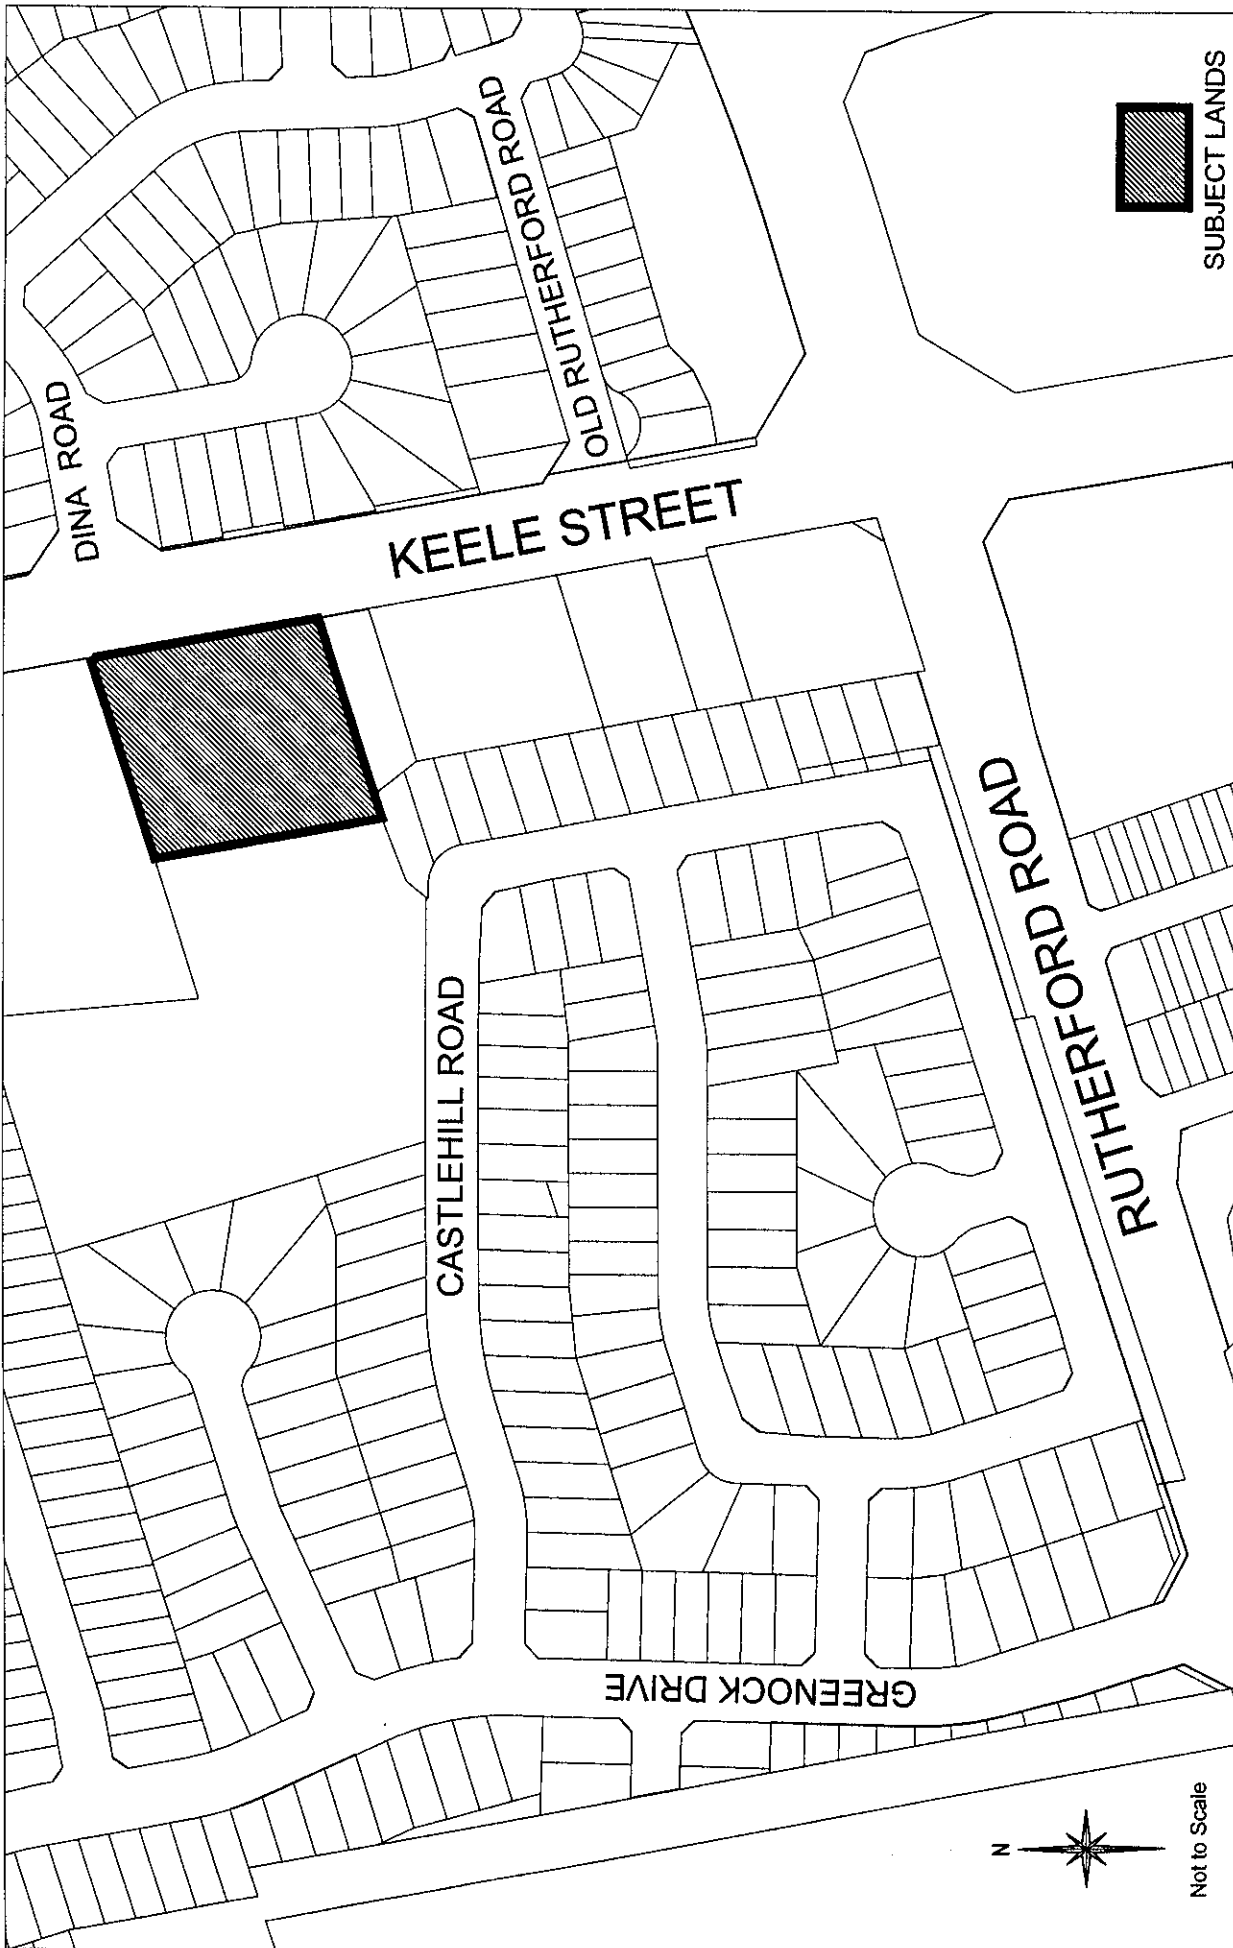 DINA ROAD
OLD RUTHERFORD ROAD
KEELE STREET
SUBJECT LANDS
CASTLEHILL ROAD
RUTHERFORD ROAD
GREENOCK DRIVE
N
Not to Scale